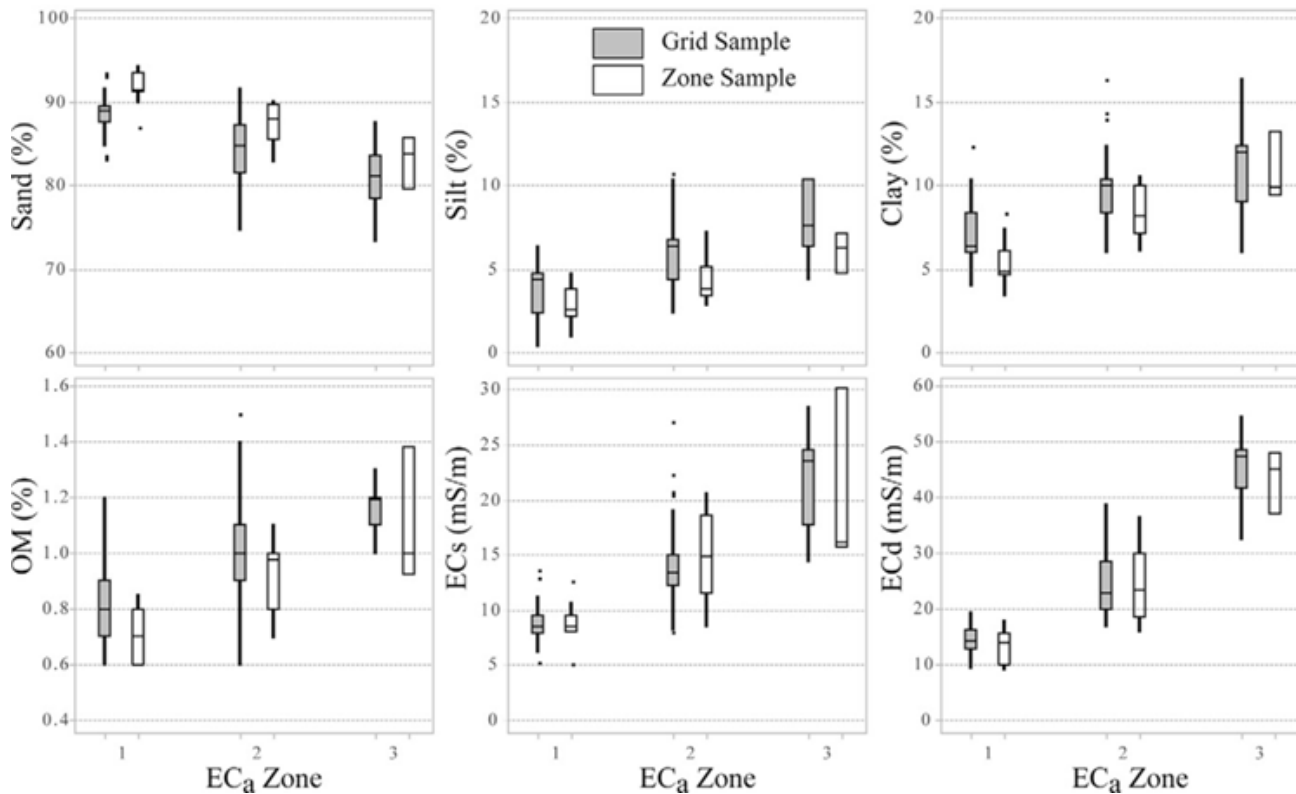 Sand (%)
100
90
80
70
60
Silt (%)
20
15
10
5
0
Grid Sample
Zone Sample
Clay (%)
20
15
10
5
0
OM (%)
1.6
1.4
1.2
1.0
0.8
0.6
0.4
1 2 3
ECa Zone
ECs (mS/m)
30
25
20
15
10
5
0
1 2 3
ECa Zone
ECd (mS/m)
60
50
40
30
20
10
0
1 2 3
ECa Zone